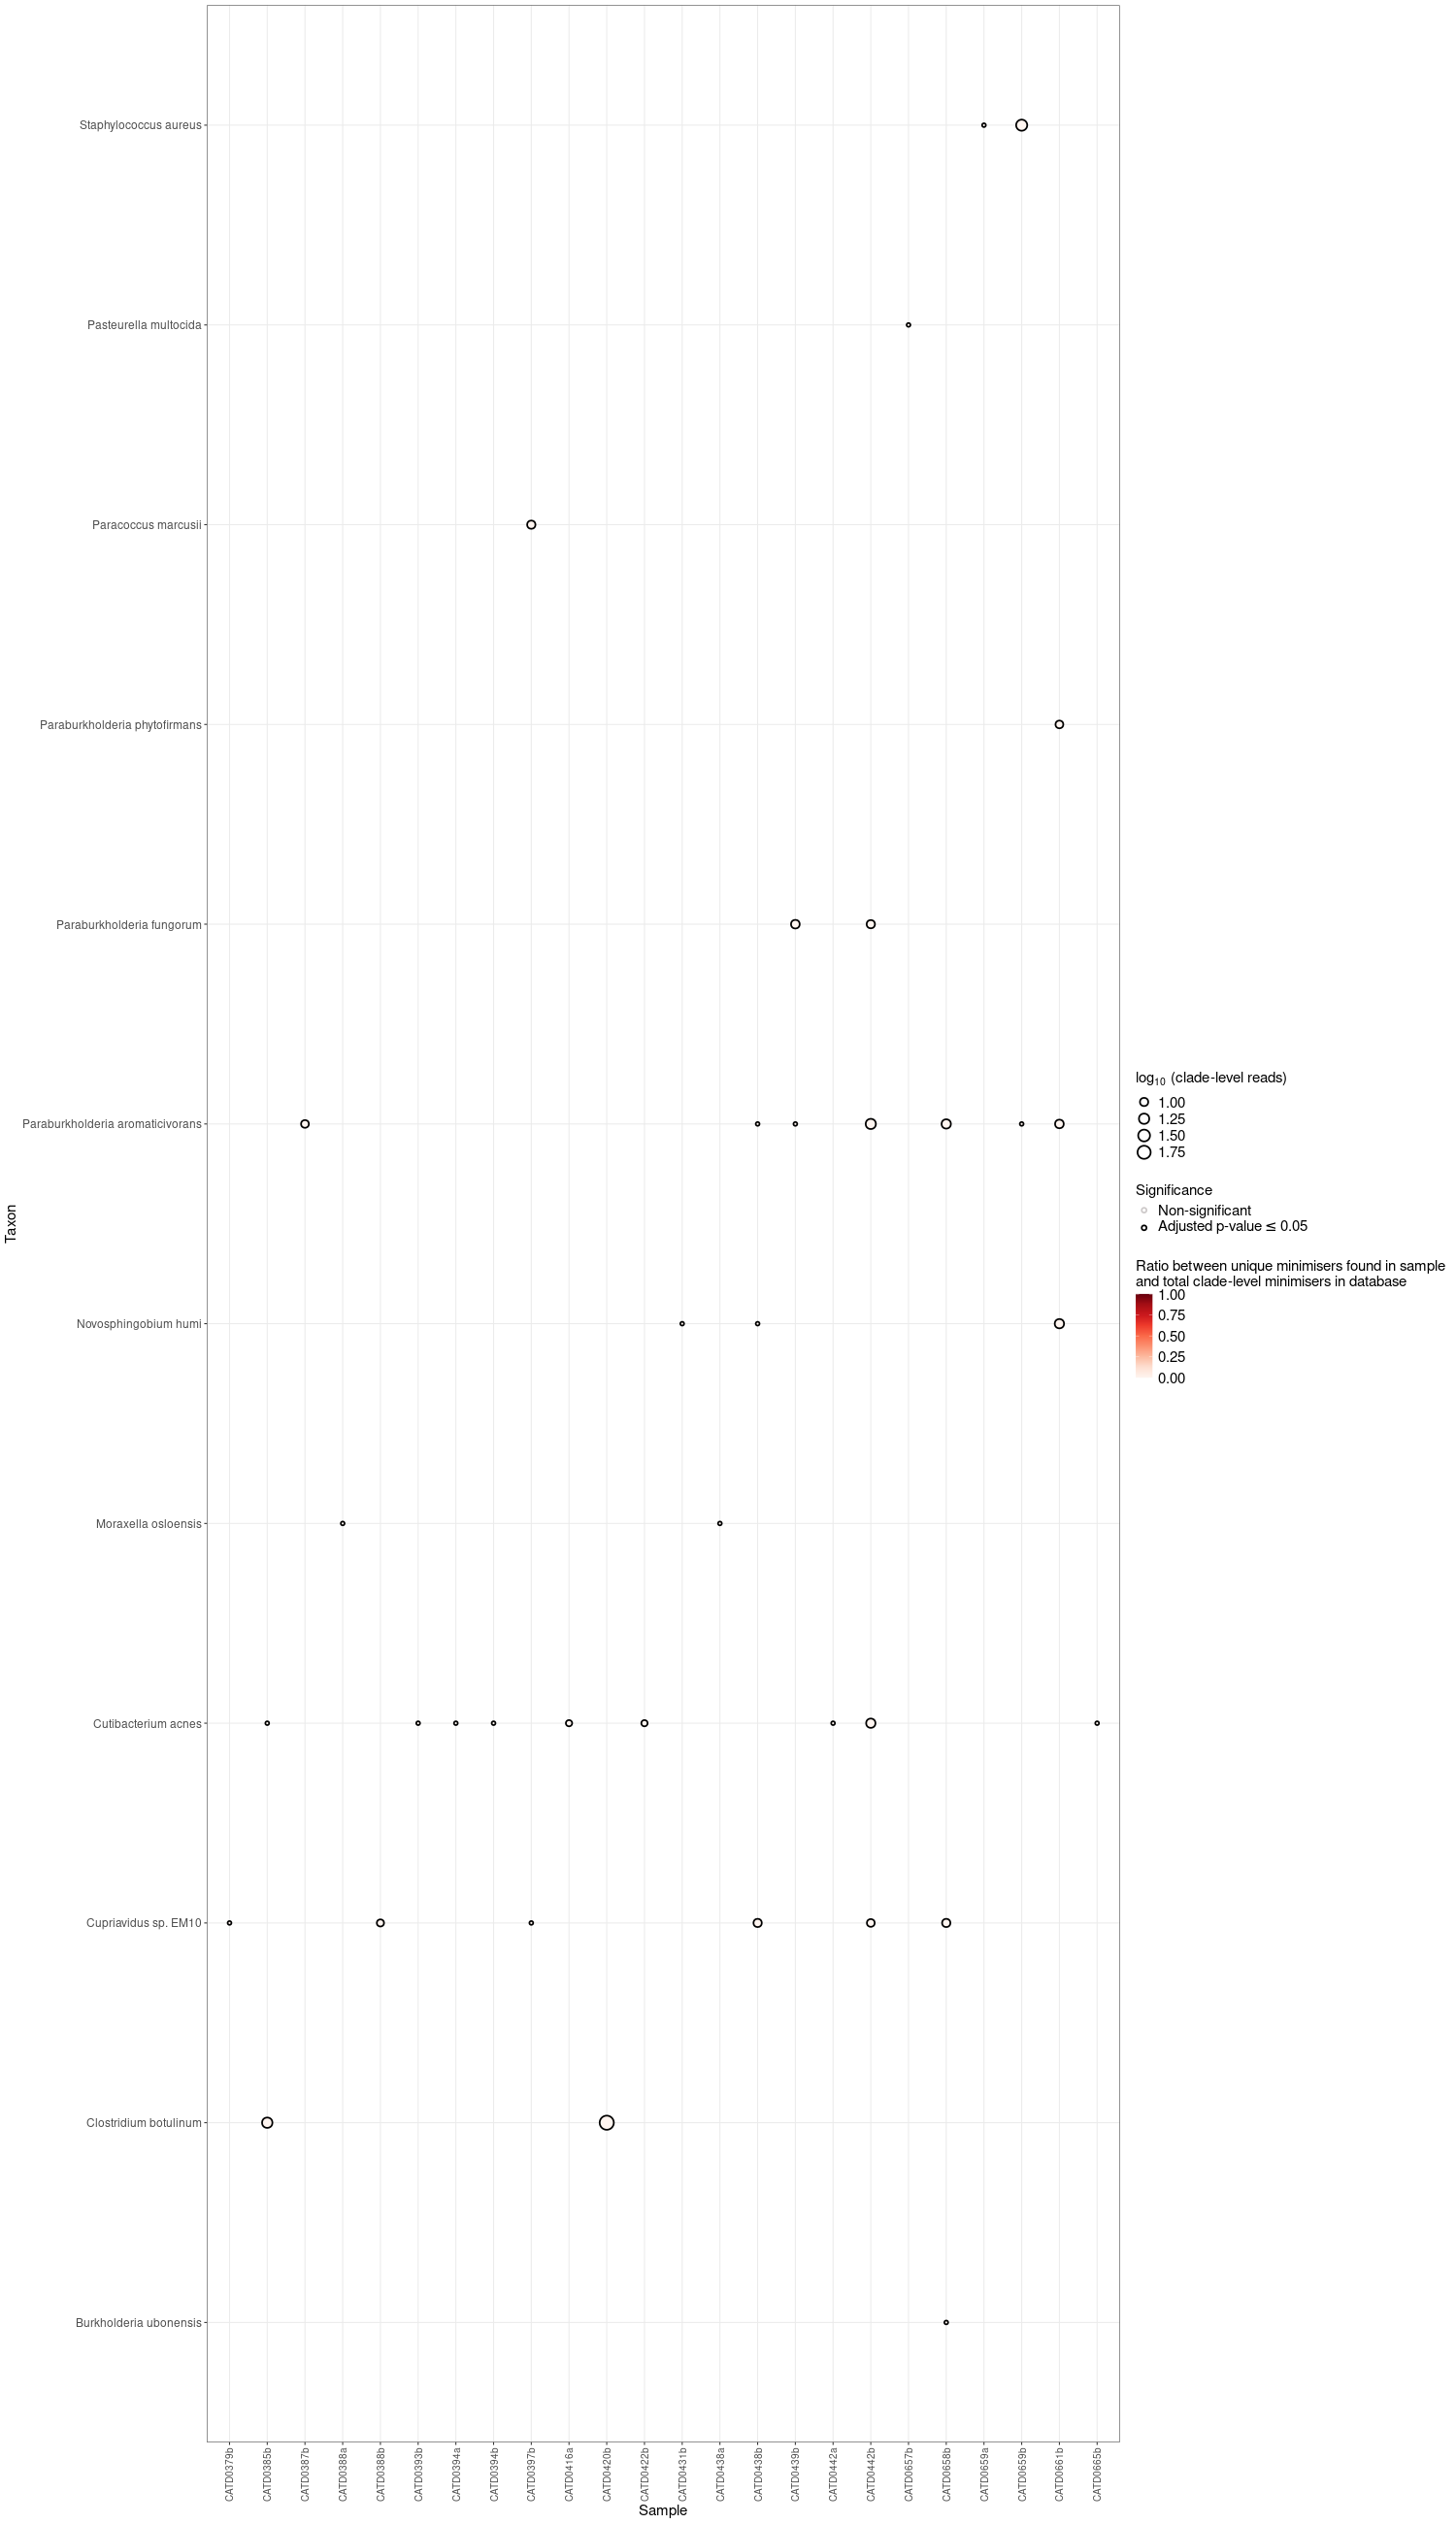 Staphylococcus aureus
Pasteurella multocida
Paracoccus marcusii
Paraburkholderia phytofirmans
Paraburkholderia fungorum
Paraburkholderia aromaticivorans
Novosphingobium humi
Moraxella osloensis
Cutibacterium acnes
Cupriavidus sp. EM10
Clostridium botulinum
Burkholderia ubonensis
Taxon
CATD0379b
CATD0385b
CATD0387b
CATD0388a
CATD0388b
CATD0393b
CATD0394a
CATD0394b
CATD0397b
CATD0416a
CATD0420b
CATD0422b
CATD0431b
CATD0438a
CATD0438b
CATD0439b
CATD0442a
CATD0442b
CATD0657b
CATD0658b
CATD0659a
CATD0659b
CATD0661b
CATD0665b
Sample
log10 (clade-level reads)
1.00
1.25
1.50
1.75
Significance
Non-significant
Adjusted p-value ≤ 0.05
Ratio between unique minimisers found in sample
and total clade-level minimisers in database
1.00
0.75
0.50
0.25
0.00